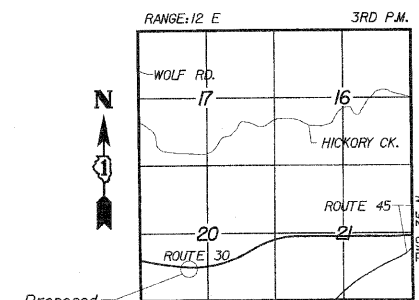 RANGE: 12 E 3RD P.M.
WOLF RD.
N
17 16
1
HICKORY CK.
ROUTE 45
20 21
ROUTE 30
Proposed